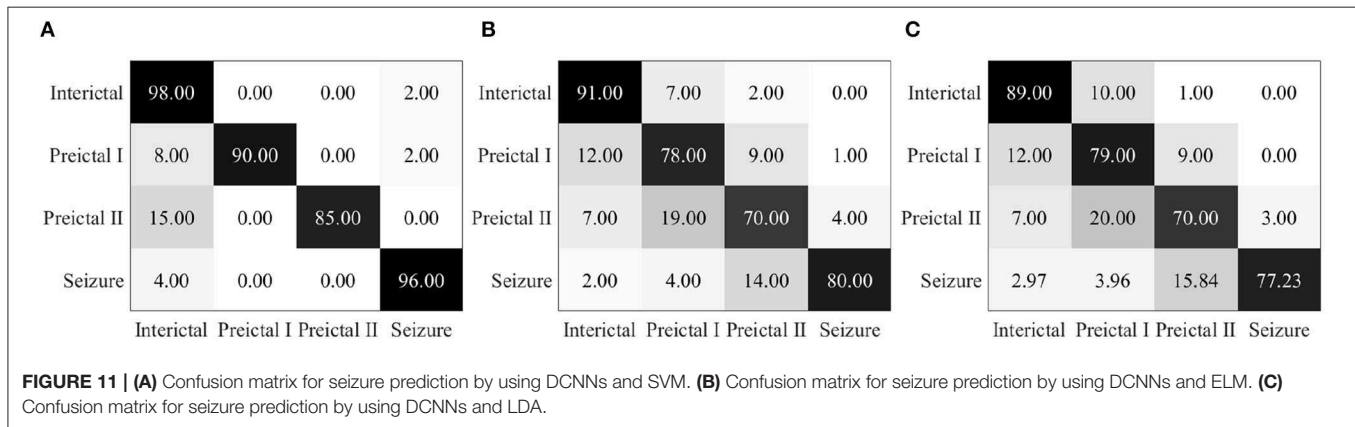 A
B
C
Interictal 98.00 0.00 0.00 2.00
Preictal I 8.00 90.00 0.00 2.00
Preictal II 15.00 0.00 85.00 0.00
Seizure 4.00 0.00 0.00 96.00
Interictal Preictal I Preictal II Seizure
Interictal 91.00 7.00 2.00 0.00
Preictal I 12.00 78.00 9.00 1.00
Preictal II 7.00 19.00 70.00 4.00
Seizure 2.00 4.00 14.00 80.00
Interictal Preictal I Preictal II Seizure
Interictal 89.00 10.00 1.00 0.00
Preictal I 12.00 79.00 9.00 0.00
Preictal II 7.00 20.00 70.00 3.00
Seizure 2.97 3.96 15.84 77.23
Interictal Preictal I Preictal II Seizure
FIGURE 11 | (A) Confusion matrix for seizure prediction by using DCNNs and SVM. (B) Confusion matrix for seizure prediction by using DCNNs and ELM. (C)
Confusion matrix for seizure prediction by using DCNNs and LDA.